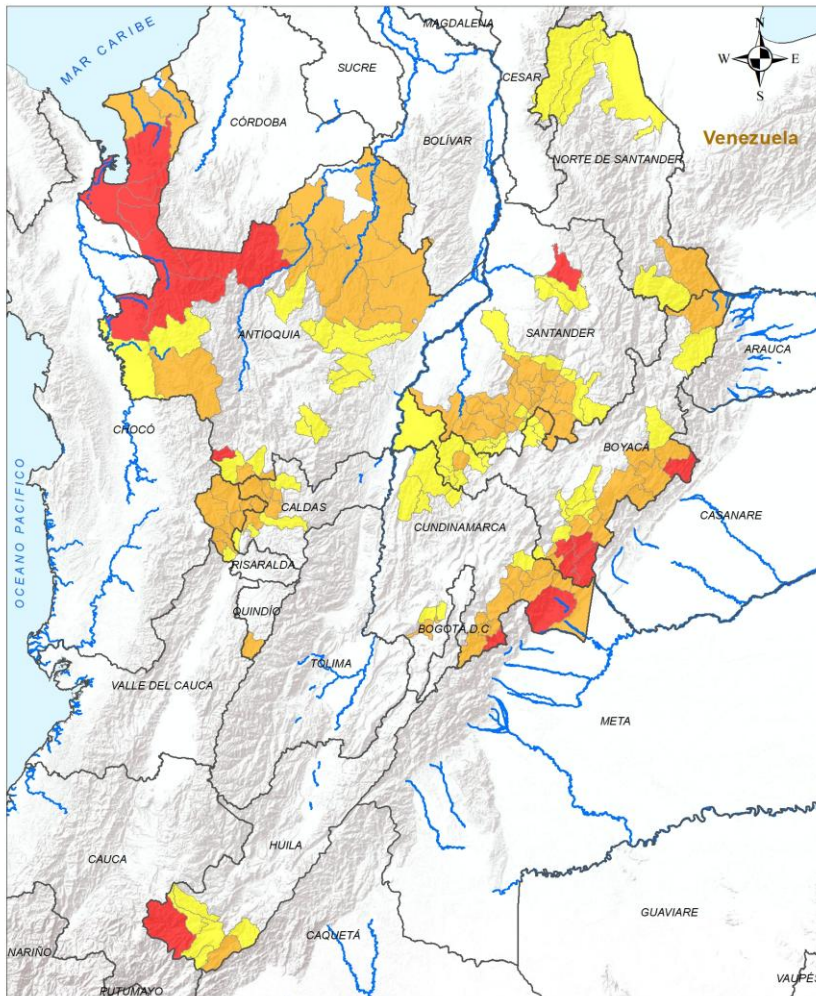 MAGDALENA
MAR CARIBE
N
W
E
S
SUCRE
CESAR
CÓRDOBA
BOLÍVAR
Venezuela
NORTE DE SANTANDER
ANTIOQUIA
SANTANDER
ARAUCA
CHOCÓ
BOYACÁ
CALDAS
CASANARE
CUNDINAMARCA
OCEANO PACIFICO
RISARALDA
QUINDÍO
BOGOTÁ D.C
TOLIMA
VALLE DEL CAUCA
META
HUILA
CAUCA
GUAVIARE
CAQUETÁ
NARIÑO
PUTUMAYO
VAUPÉS